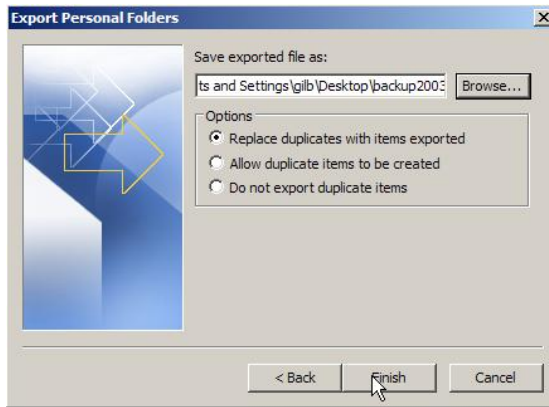 Export Personal Folders
Save exported file as:
ts and Settings\gilb\Desktop\backup2003
Browse...
Options
Replace duplicates with items exported
Allow duplicate items to be created
Do not export duplicate items
< Back
Finish
Cancel